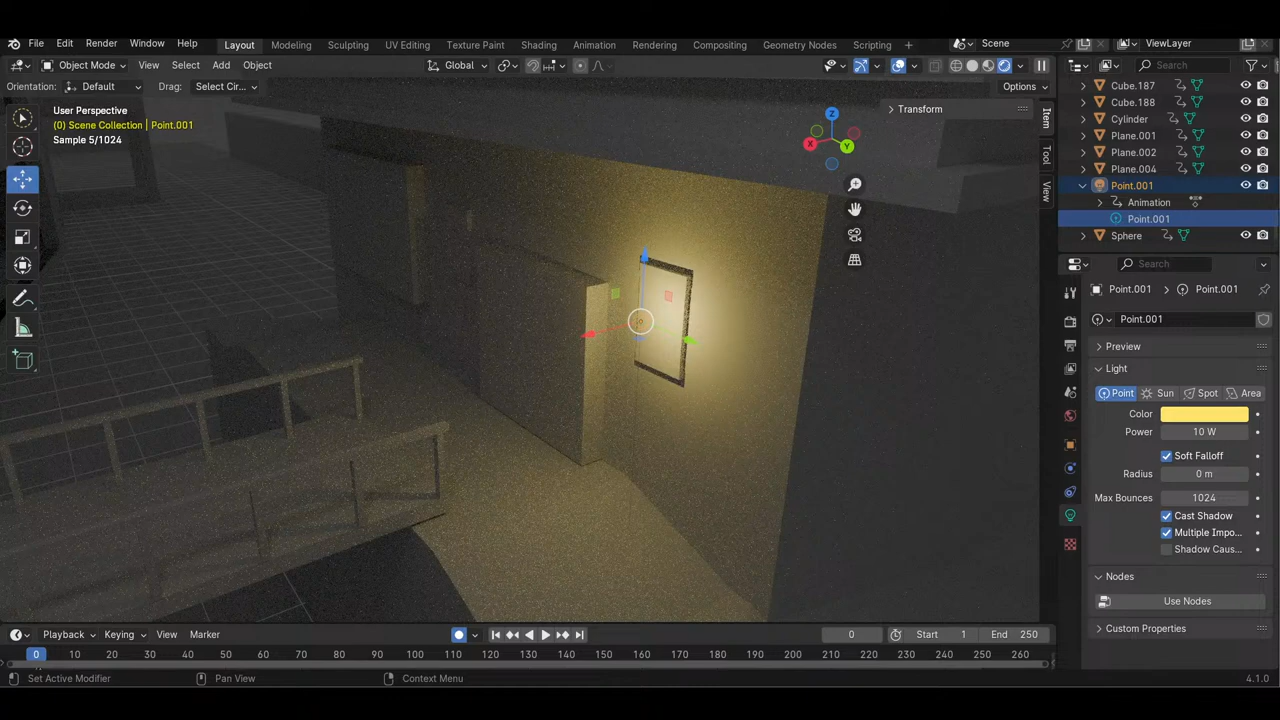 File Edit Render Window Help Layout Modeling Sculpting UV Editing Texture Paint Shading Animation Rendering Compositing Geometry Nodes Scripting + Scene ViewLayer
Object Mode View Select Add Object Global Search
Orientation: Default Drag: Select Cir... Options
User Perspective
(0) Scene Collection | Point.001
Sample 5/1024
Transform
Z
X
Y
Item
Tool
View
Cube.187
Cube.188
Cylinder
Plane.001
Plane.002
Plane.004
Point.001
Animation
Point.001
Sphere
Search
Point.001 Point.001
Point.001
Preview
Light
Point Sun Spot Area
Color
Power 10 W
Soft Falloff
Radius 0 m
Max Bounces 1024
Cast Shadow
Multiple Impo...
Shadow Caus...
Nodes
Use Nodes
Custom Properties
Playback Keying View Marker 0 Start 1 End 250
0 10 20 30 40 50 60 70 80 90 100 110 120 130 140 150 160 170 180 190 200 210 220 230 240 250 260
Set Active Modifier Pan View Context Menu 4.1.0